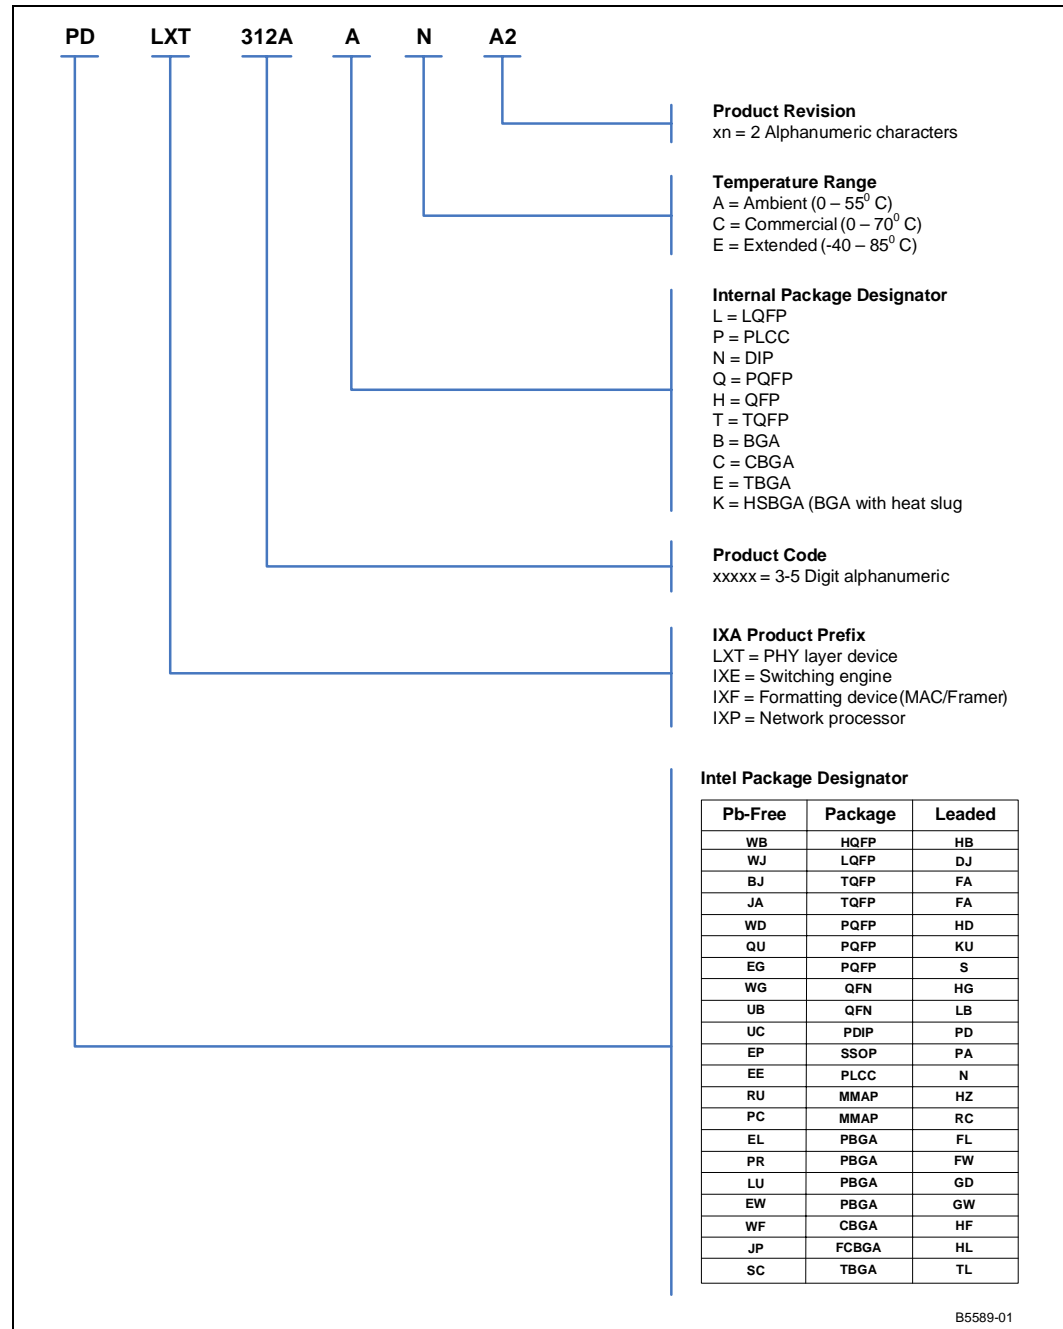 PD LXT 312A A N A2
Product Revision
xn = 2 Alphanumeric characters
Temperature Range
A = Ambient (0 – 55⁰ C)
C = Commercial (0 – 70⁰ C)
E = Extended (-40 – 85⁰ C)
Internal Package Designator
L = LQFP
P = PLCC
N = DIP
Q = PQFP
H = QFP
T = TQFP
B = BGA
C = CBGA
E = TBGA
K = HSBGA (BGA with heat slug
Product Code
xxxxx = 3-5 Digit alphanumeric
IXA Product Prefix
LXT = PHY layer device
IXE = Switching engine
IXF = Formatting device (MAC/Framer)
IXP = Network processor
Intel Package Designator
Pb-Free Package Leaded
WB HQFP HB
WJ LQFP DJ
BJ TQFP FA
JA TQFP FA
WD PQFP HD
QU PQFP KU
EG PQFP S
WG QFN HG
UB QFN LB
UC PDIP PD
EP SSOP PA
EE PLCC N
RU MMAP HZ
PC MMAP RC
EL PBGA FL
PR PBGA FW
LU PBGA GD
EW PBGA GW
WF CBGA HF
JP FCBGA HL
SC TBGA TL
B5589-01